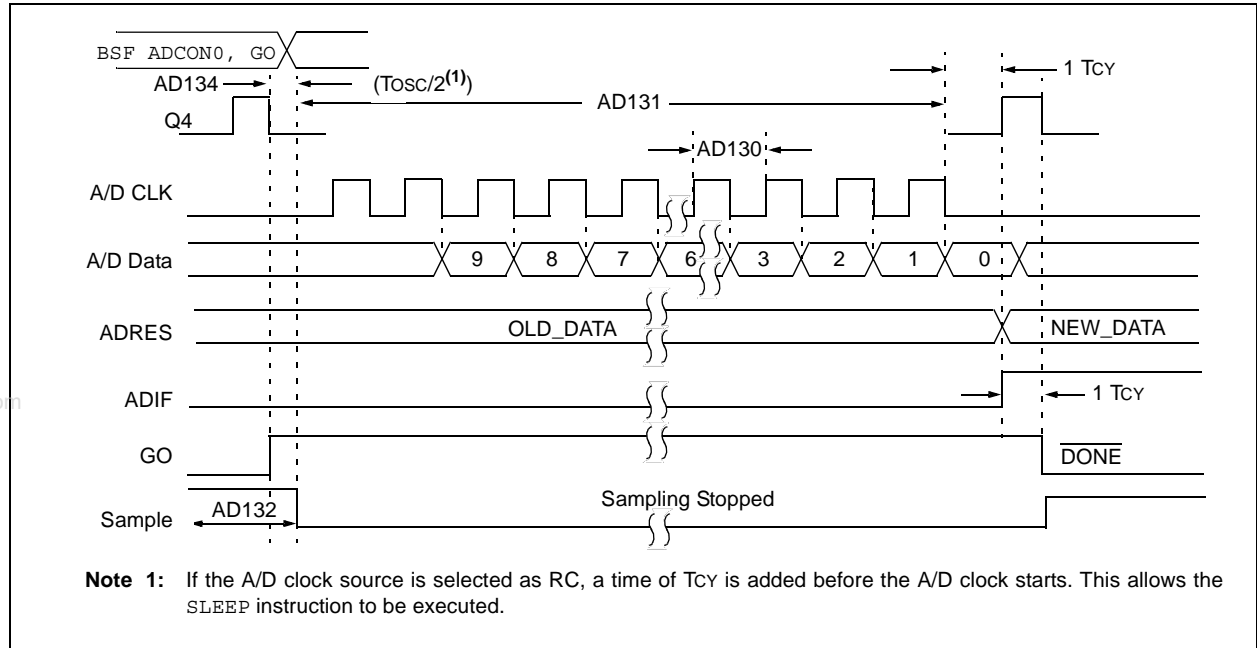 BSF ADCON0, GO
AD134
(TOSC/2(1))
1 TCY
AD131
Q4
AD130
A/D CLK
A/D Data
9 8 7 6 3 2 1 0
ADRES
OLD_DATA
NEW_DATA
om
ADIF
1 TCY
GO
DONE
Sampling Stopped
AD132
Sample
Note 1: If the A/D clock source is selected as RC, a time of TCY is added before the A/D clock starts. This allows the
SLEEP instruction to be executed.